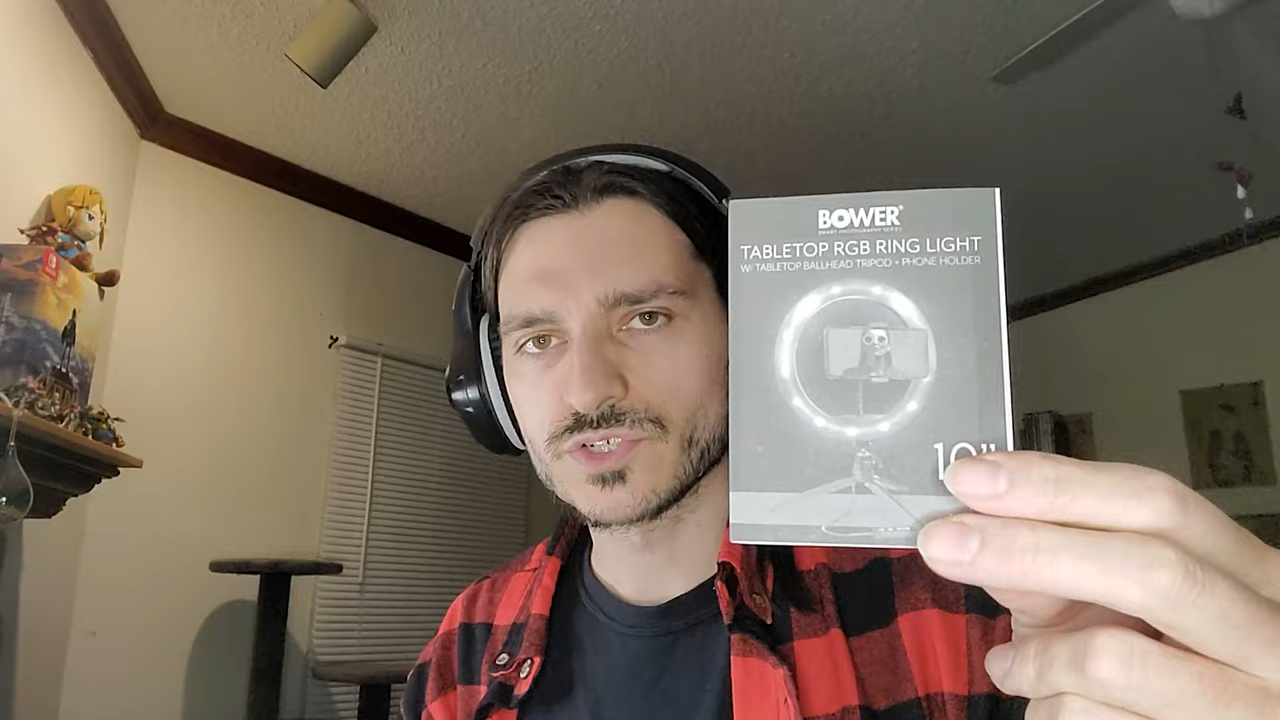 BOWER®
SMART PHOTOGRAPHY SERIES
TABLETOP RGB RING LIGHT
W/ TABLETOP BALLHEAD TRIPOD + PHONE HOLDER
10"